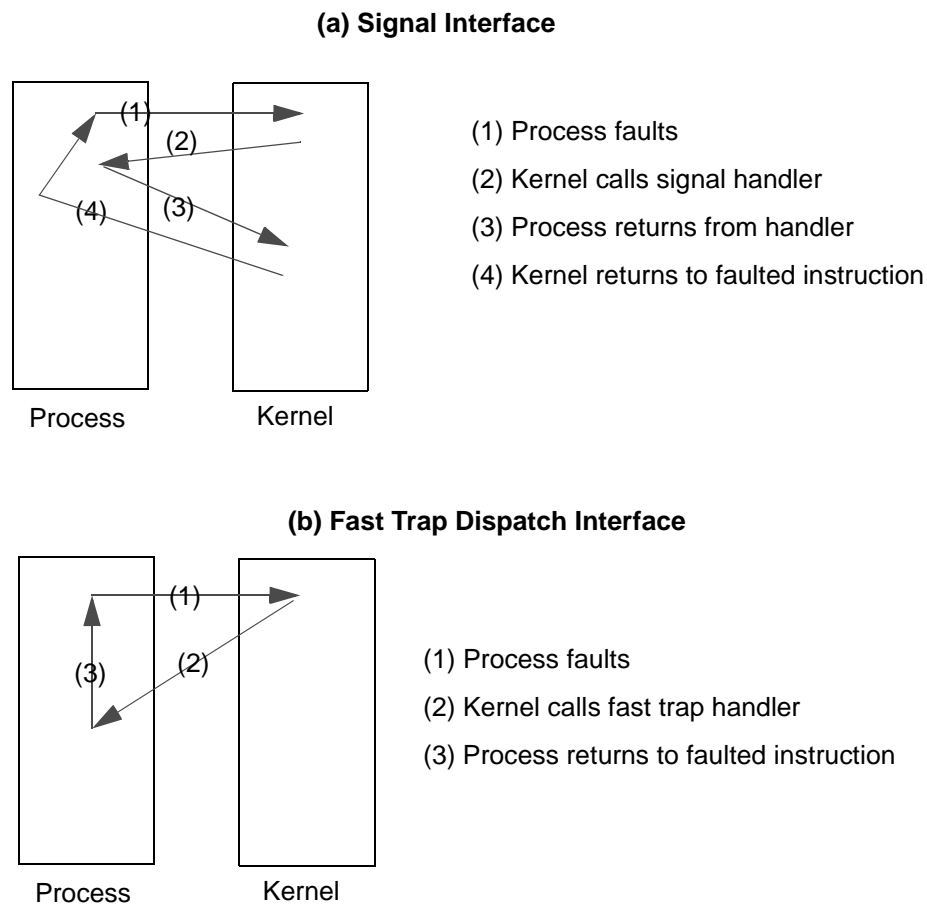 (a) Signal Interface
(1)
(2)
(3)
(4)
(1) Process faults
(2) Kernel calls signal handler
(3) Process returns from handler
(4) Kernel returns to faulted instruction
Process
Kernel
(b) Fast Trap Dispatch Interface
(1)
(2)
(3)
(1) Process faults
(2) Kernel calls fast trap handler
(3) Process returns to faulted instruction
Process
Kernel